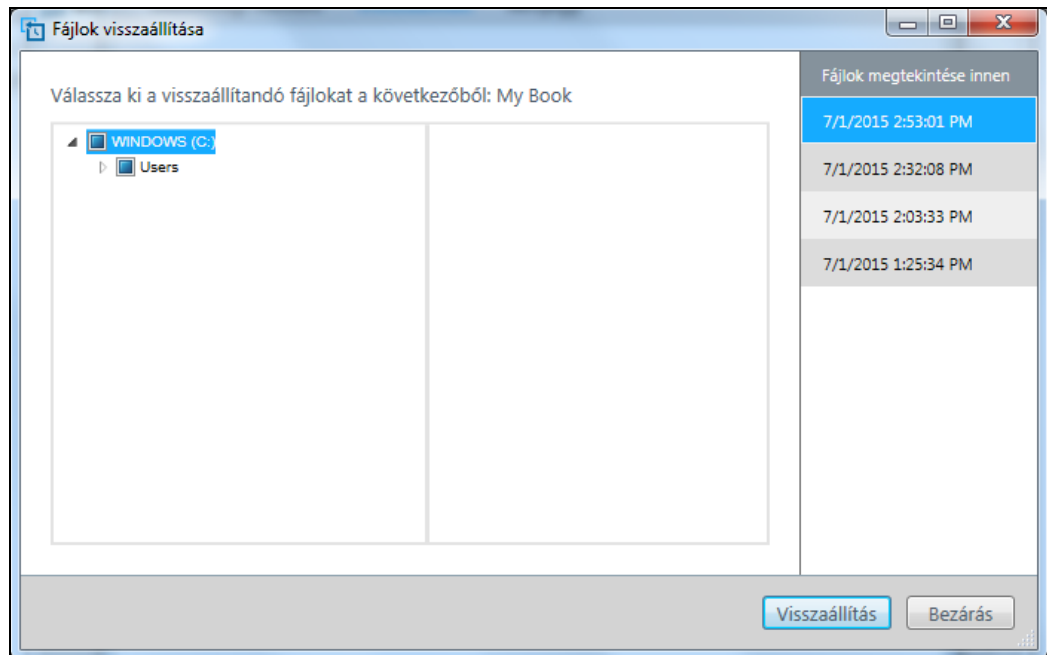 Fájlok visszaállítása
Válassza ki a visszaállítandó fájlokat a következőből: My Book
WINDOWS (C:)
Users
Fájlok megtekintése innen
7/1/2015 2:53:01 PM
7/1/2015 2:32:08 PM
7/1/2015 2:03:33 PM
7/1/2015 1:25:34 PM
Visszaállítás
Bezárás